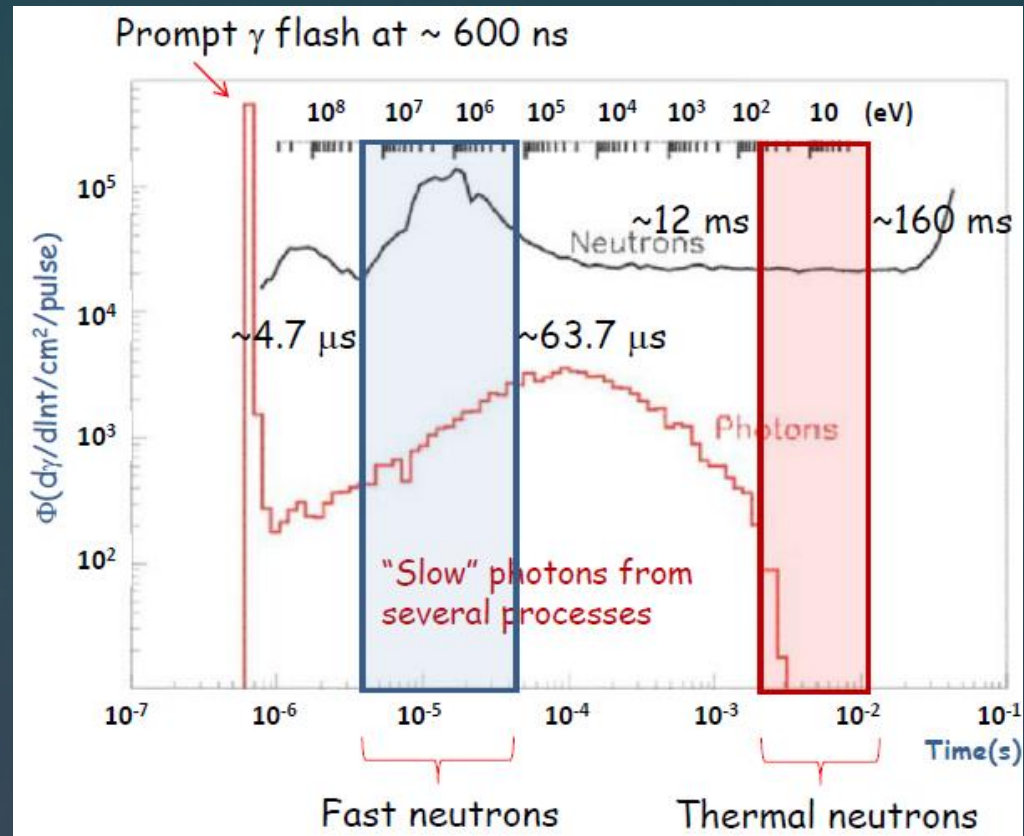 Prompt γ flash at ~ 600 ns
10⁸ 10⁷ 10⁶ 10⁵ 10⁴ 10³ 10² 10 (eV)
10⁵
~12 ms ~160 ms
Neutrons
10⁴
~4.7 μs ~63.7 μs
10³
Photons
10²
"Slow" photons from
several processes
Φ(dγ/dlnt/cm²/pulse)
10⁻⁷ 10⁻⁶ 10⁻⁵ 10⁻⁴ 10⁻³ 10⁻² 10⁻¹
Time(s)
Fast neutrons Thermal neutrons